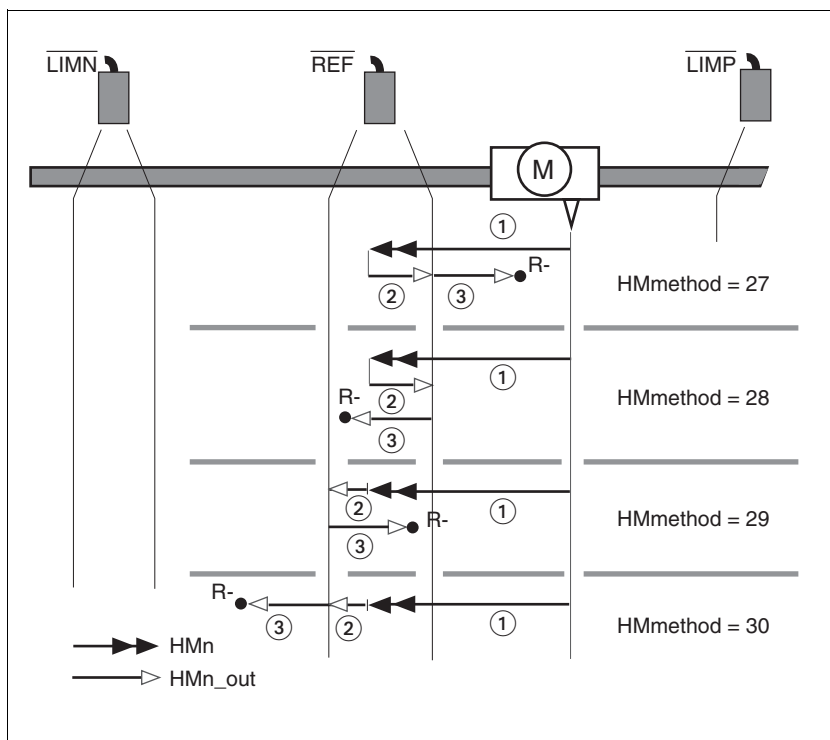 LIMN REF LIMP
M
1
R-
2 3
HMmethod = 27
1
2
R-
3
HMmethod = 28
2 1
R-
3
HMmethod = 29
R-
3 2 1
HMmethod = 30
HMn
HMn_out